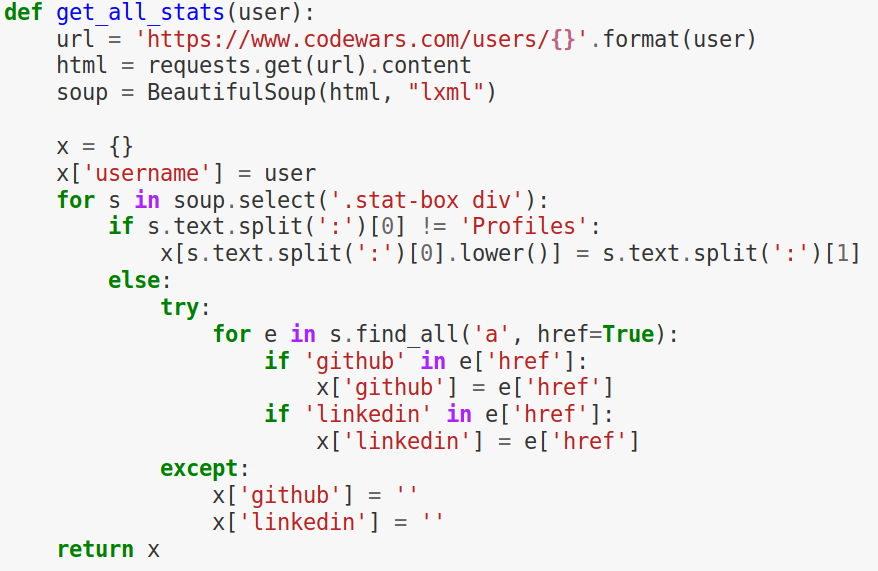 def get_all_stats(user):
    url = 'https://www.codewars.com/users/{}'.format(user)
    html = requests.get(url).content
    soup = BeautifulSoup(html, "lxml")

    x = {}
    x['username'] = user
    for s in soup.select('.stat-box div'):
        if s.text.split(':')[0] != 'Profiles':
            x[s.text.split(':')[0].lower()] = s.text.split(':')[1]
        else:
            try:
                for e in s.find_all('a', href=True):
                    if 'github' in e['href']:
                        x['github'] = e['href']
                    if 'linkedin' in e['href']:
                        x['linkedin'] = e['href']
            except:
                x['github'] = ''
                x['linkedin'] = ''
    return x